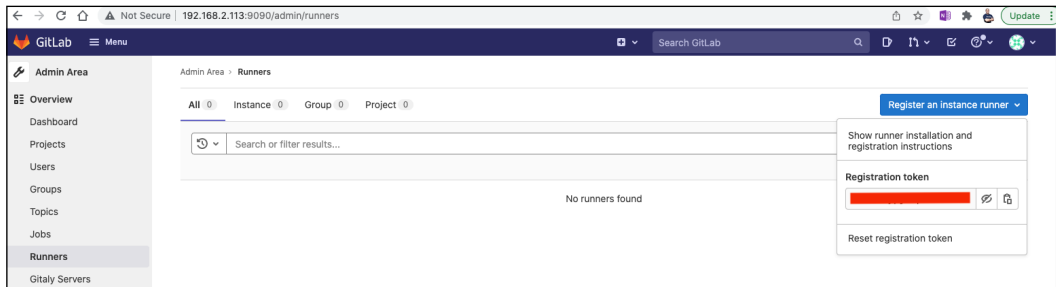 Not Secure | 192.168.2.113:9090/admin/runners
Update
GitLab Menu
Search GitLab
Admin Area
Admin Area > Runners
Overview
All 0 Instance 0 Group 0 Project 0
Register an instance runner
Dashboard
Projects
Search or filter results...
Show runner installation and
registration instructions
Users
Registration token
Groups
No runners found
Topics
Jobs
Reset registration token
Runners
Gitaly Servers